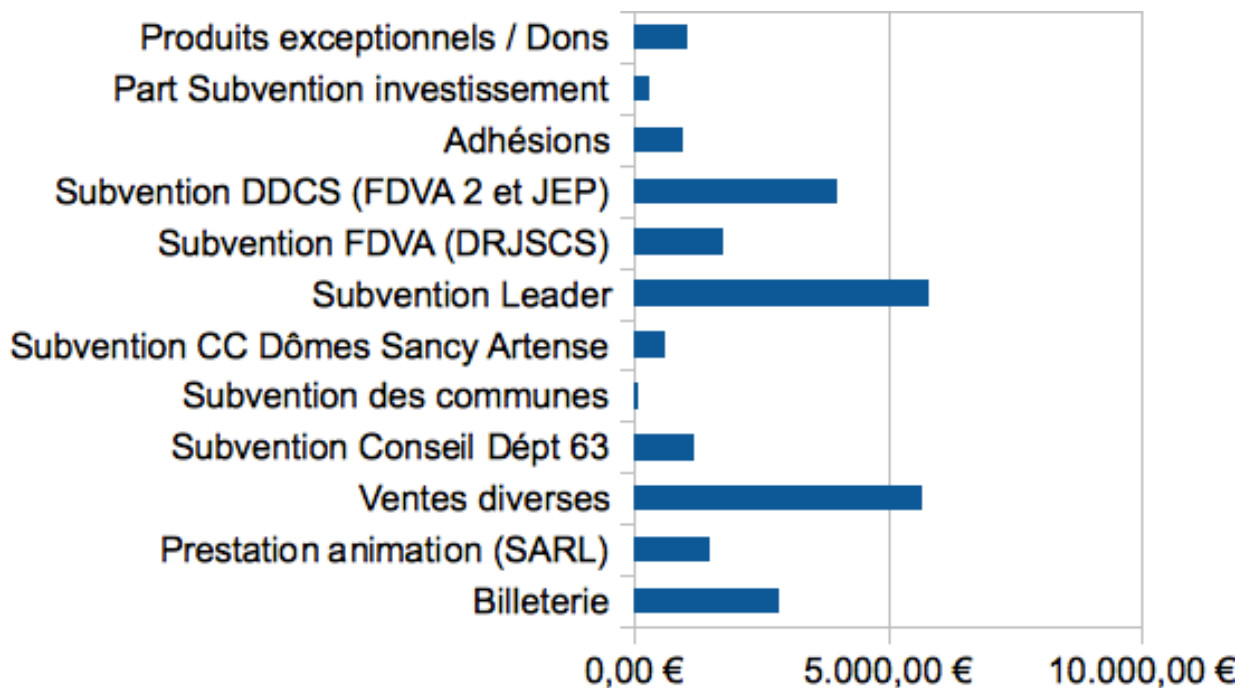 Produits exceptionnels / Dons
Part Subvention investissement
Adhésions
Subvention DDCS (FDVA 2 et JEP)
Subvention FDVA (DRJSCS)
Subvention Leader
Subvention CC Dômes Sancy Artense
Subvention des communes
Subvention Conseil Dépt 63
Ventes diverses
Prestation animation (SARL)
Billeterie
0,00 € 5.000,00 € 10.000,00 €